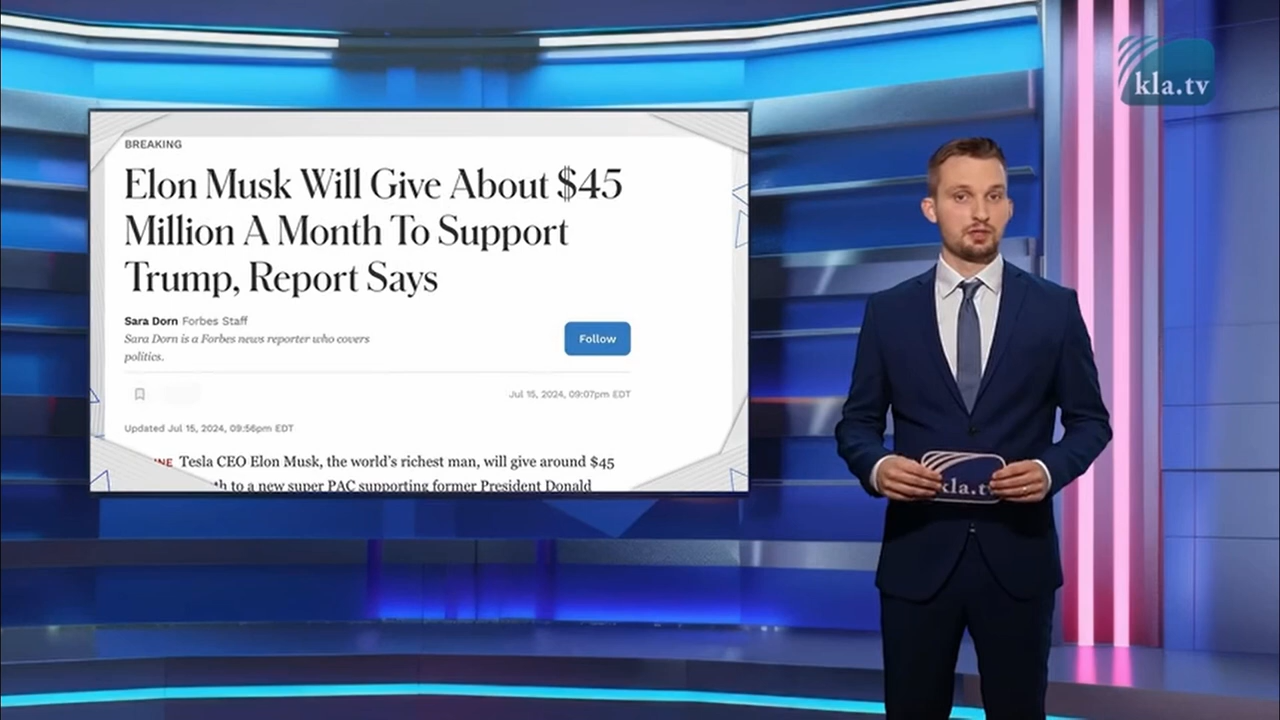 BREAKING
Elon Musk Will Give About $45
Million A Month To Support
Trump, Report Says
Sara Dorn Forbes Staff
Sara Dorn is a Forbes news reporter who covers
politics.
Follow
Jul 15, 2024, 09:07pm EDT
Updated Jul 15, 2024, 09:56pm EDT
Tesla CEO Elon Musk, the world's richest man, will give around $45
to a new super PAC supporting former President Donald
kla.tv
kla.tv